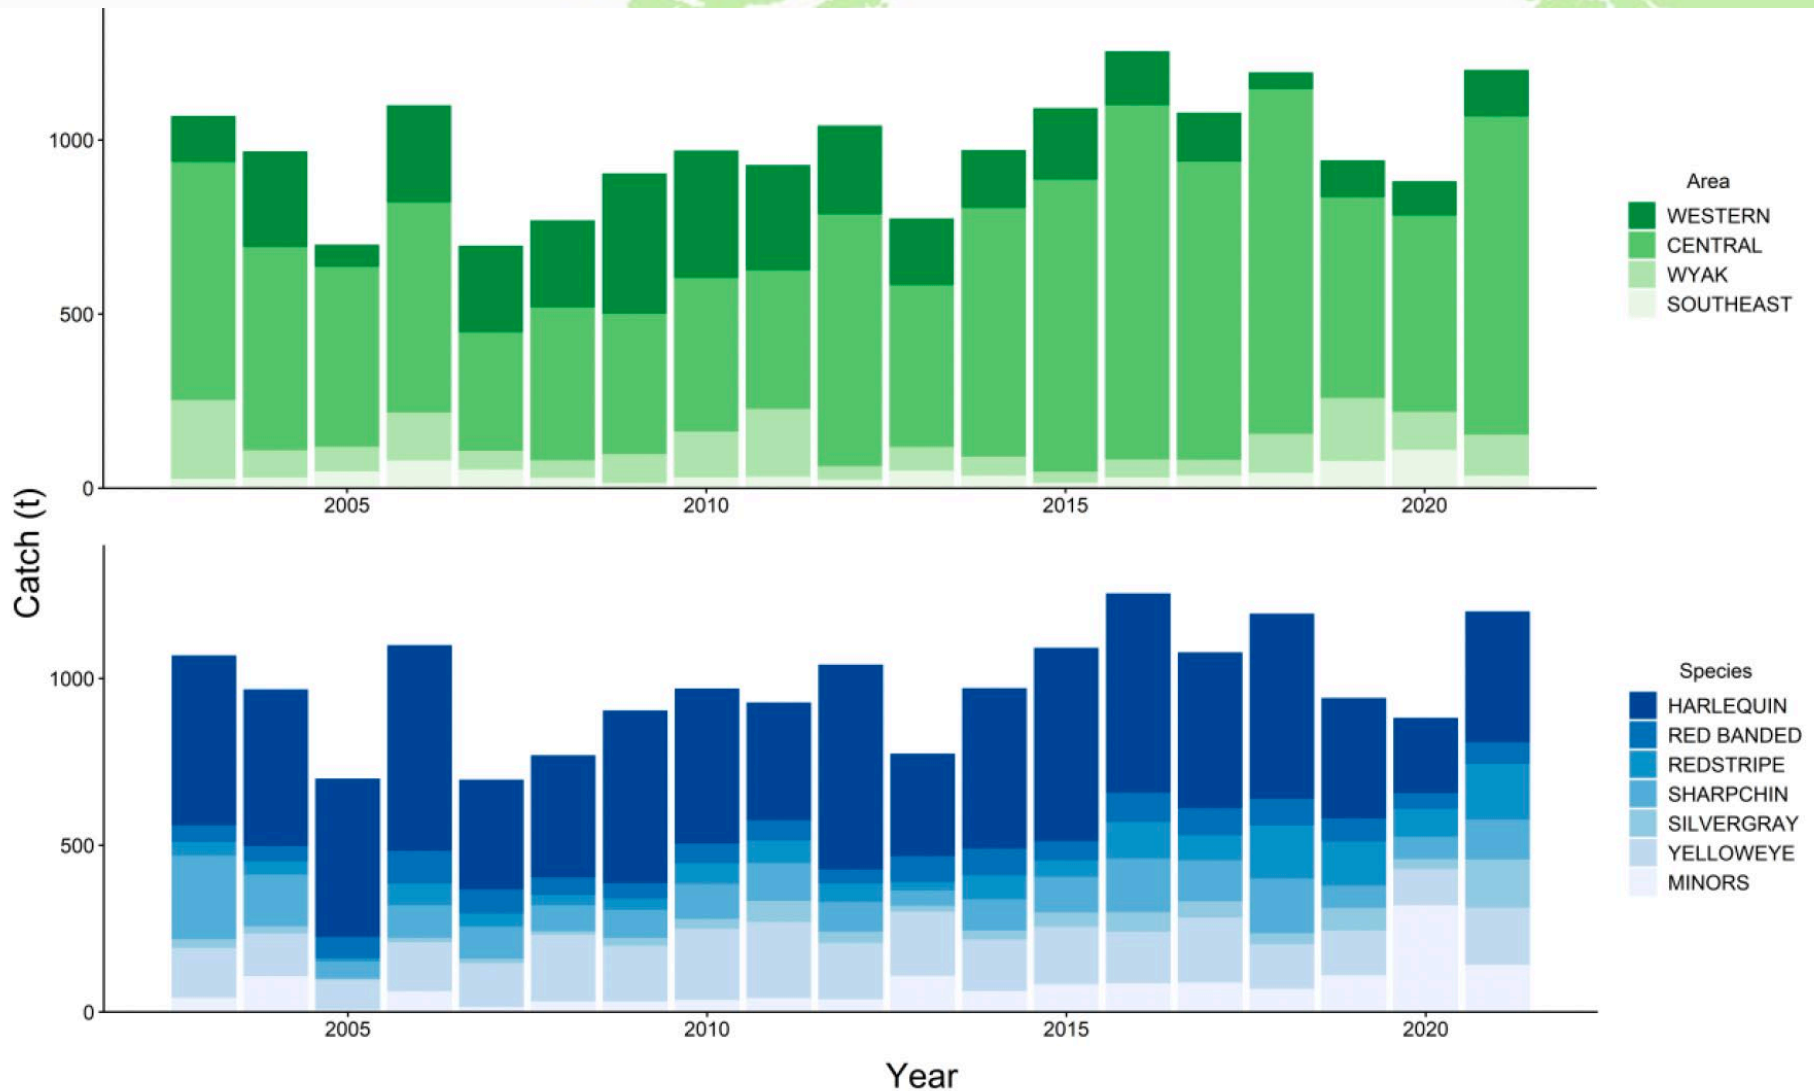 1000
500
0
2005
2010
2015
2020
Area
WESTERN
CENTRAL
WYAK
SOUTHEAST
Catch (t)
1000
500
0
2005
2010
2015
2020
Species
HARLEQUIN
RED BANDED
REDSTRIPE
SHARPCHIN
SILVERGRAY
YELLOWEYE
MINORS
Year